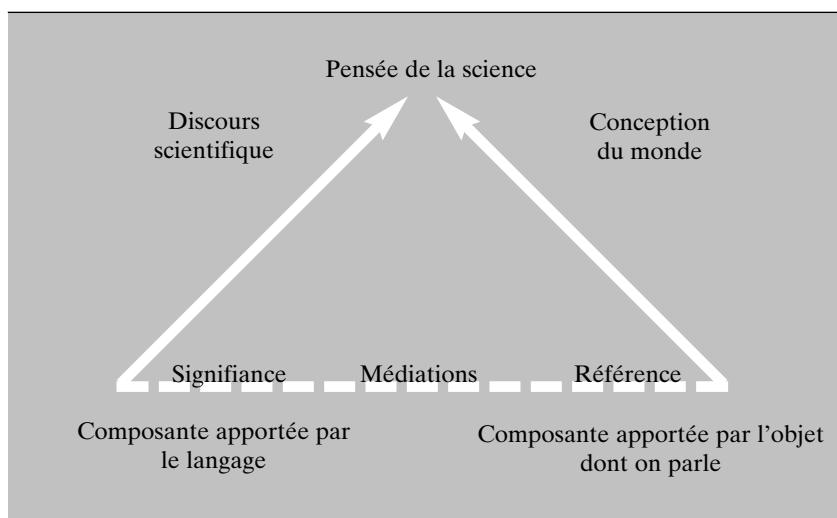 Pensée de la science
Discours
scientifique
Conception
du monde
Signifiance
Médiations
Référence
Composante apportée par
le langage
Composante apportée par l'objet
dont on parle